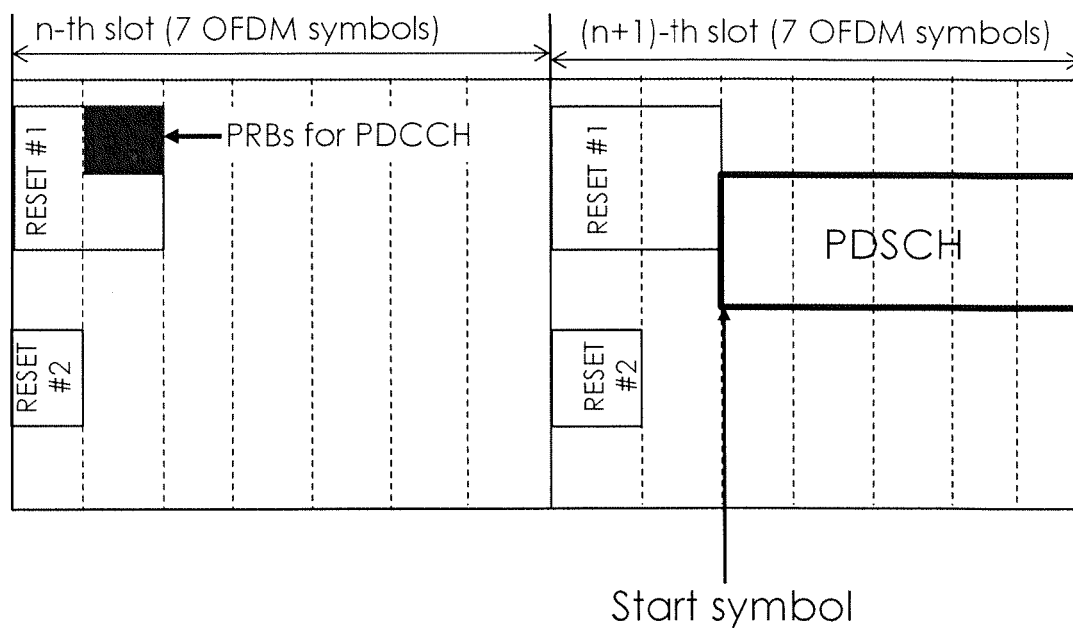 n-th slot (7 OFDM symbols)
(n+1)-th slot (7 OFDM symbols)
RESET #1
PRBs for PDCCH
RESET #1
PDSCH
RESET
#2
RESET
#2
Start symbol